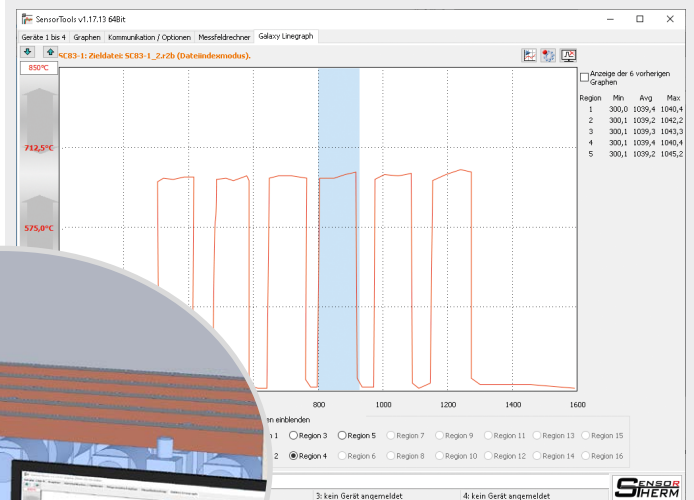 SensorTools v1.17.13 64Bit
Geräte 1 bis 4 Graphen Kommunikation / Optionen Messfeldrechner Galaxy Linegraph
SC83-1: Zieldatei: SC83-1_2.r2b (Dateiindexmodus).
850°C
Anzeige der 6 vorherigen
Graphen
Region Min Avg Max
1 300,0 1039,4 1040,4
2 300,1 1039,2 1042,2
3 300,1 1039,3 1043,3
4 300,1 1039,4 1040,4
5 300,1 1039,2 1045,2
712,5°C
575,0°C
800 1000 1200 1400 1600
en einblenden
1 Region 3 Region 5 Region 7 Region 9 Region 11 Region 13 Region 15
2 Region 4 Region 6 Region 8 Region 10 Region 12 Region 14 Region 16
3: kein Gerät angemeldet 4: kein Gerät angemeldet
SENSOR
THERM